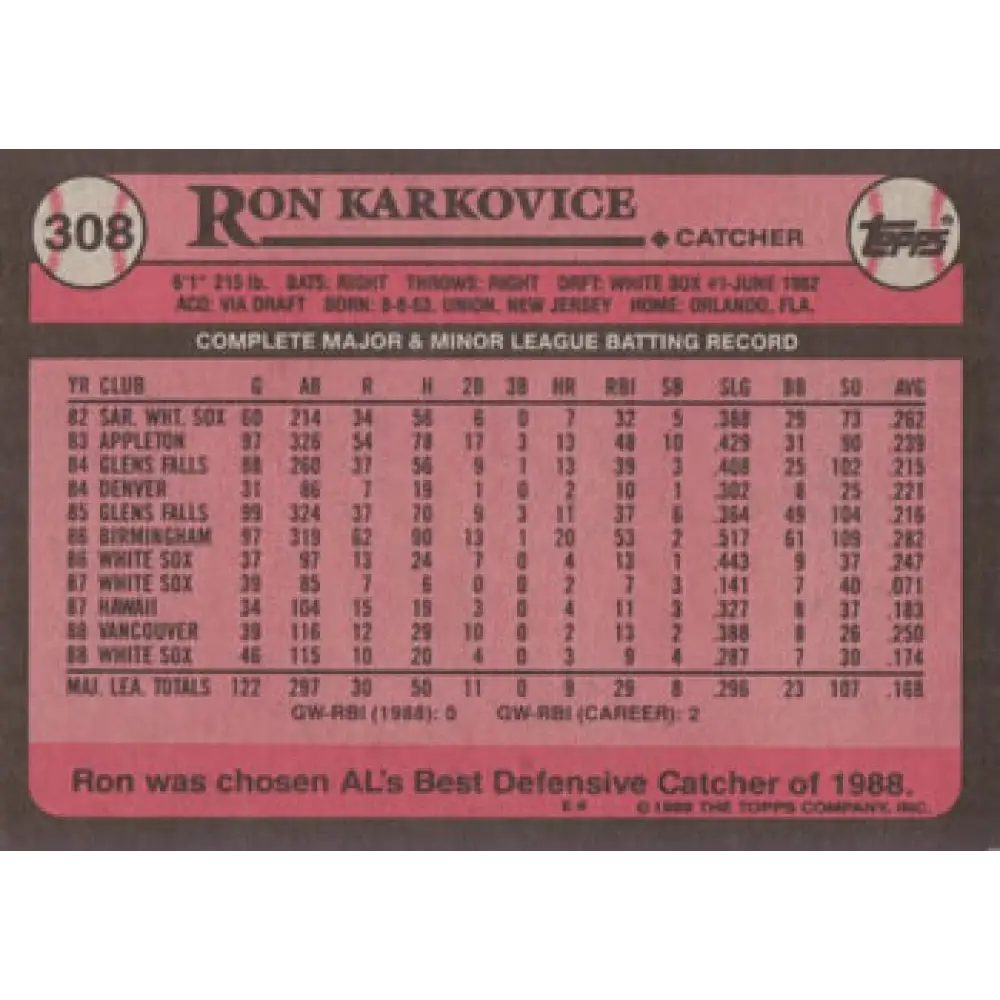 308
RON KARKOVICE
CATCHER
TOPPS®
6'1" 215 lb. BATS: RIGHT THROWS: RIGHT DRFT: WHITE SOX #1-JUNE 1982
ACQ: VIA DRAFT BORN: 8-8-63, UNION, NEW JERSEY HOME: ORLANDO, FLA.
COMPLETE MAJOR & MINOR LEAGUE BATTING RECORD
YR CLUB G AB R H 2B 3B HR RBI SB SLG BB SO AVG
82 SAR. WHT. SOX 60 214 34 56 6 0 7 32 5 .388 29 73 .262
83 APPLETON 97 326 54 78 17 3 13 48 10 .429 31 90 .239
84 GLENS FALLS 88 260 37 56 9 1 13 39 3 .408 25 102 .215
84 DENVER 31 86 7 19 1 0 2 10 1 .302 8 25 .221
85 GLENS FALLS 99 324 37 70 9 3 11 37 6 .364 49 104 .216
86 BIRMINGHAM 97 319 62 90 13 1 20 53 2 .517 61 109 .282
86 WHITE SOX 37 97 13 24 7 0 4 13 1 .443 9 37 .247
87 WHITE SOX 39 85 7 6 0 0 2 7 3 .141 7 40 .071
87 HAWAII 34 104 15 19 3 0 4 11 3 .327 8 37 .183
88 VANCOUVER 39 116 12 29 10 0 2 13 2 .388 8 26 .250
88 WHITE SOX 46 115 10 20 4 0 3 9 4 .287 7 30 .174
MAJ. LEA. TOTALS 122 297 30 50 11 0 9 29 8 .296 23 107 .168
GW-RBI (1988): 0 GW-RBI (CAREER): 2
Ron was chosen AL's Best Defensive Catcher of 1988.
© 1989 THE TOPPS COMPANY, INC.